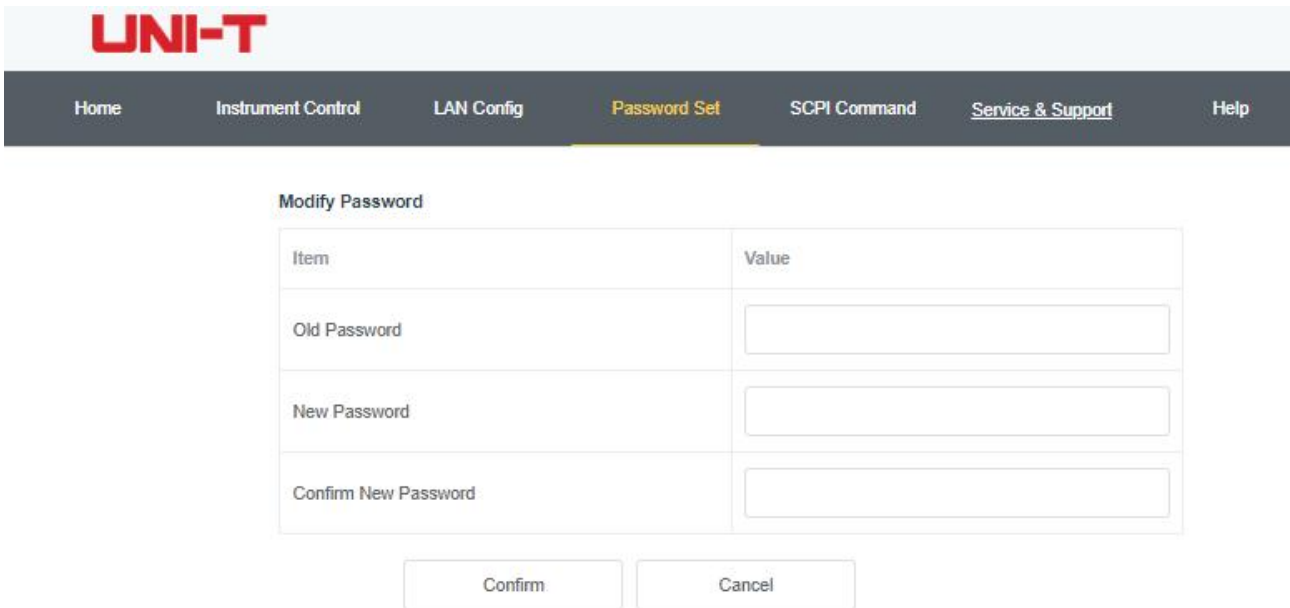 UNI-T
Home Instrument Control LAN Config Password Set SCPI Command Service & Support Help
Modify Password
Item Value
Old Password
New Password
Confirm New Password
Confirm Cancel